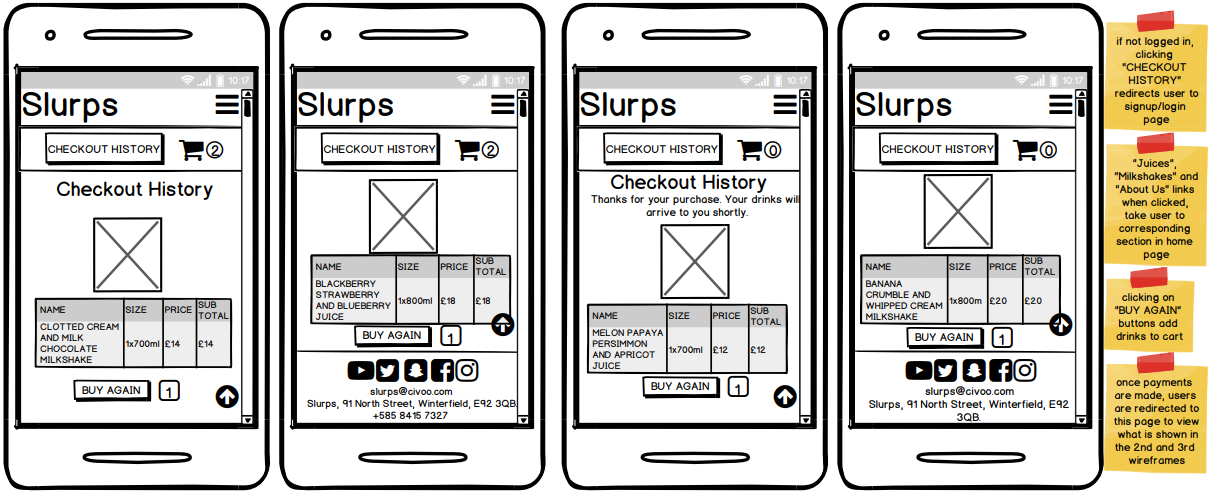 10:17
Slurps
CHECKOUT HISTORY
2
Checkout History
NAME SIZE PRICE SUB TOTAL
CLOTTED CREAM
AND MILK
CHOCOLATE
MILKSHAKE
1x700ml £14 £14
BUY AGAIN 1
10:17
Slurps
CHECKOUT HISTORY
2
NAME SIZE PRICE SUB TOTAL
BLACKBERRY
STRAWBERRY
AND BLUEBERRY
JUICE
1x800ml £18 £18
BUY AGAIN 1
slurps@civoo.com
Slurps, 91 North Street, Winterfield, E92 3QB.
+585 8415 7327
10:17
Slurps
CHECKOUT HISTORY
0
Checkout History
Thanks for your purchase. Your drinks will
arrive to you shortly.
NAME SIZE PRICE SUB TOTAL
MELON PAPAYA
PERSIMMON
AND APRICOT
JUICE
1x700ml £12 £12
BUY AGAIN 1
10:17
Slurps
CHECKOUT HISTORY
0
NAME SIZE PRICE SUB TOTAL
BANANA
CRUMBLE AND
WHIPPED CREAM
MILKSHAKE
1x800m £20 £20
BUY AGAIN 1
slurps@civoo.com
Slurps, 91 North Street, Winterfield, E92
3QB.
if not logged in,
clicking
"CHECKOUT
HISTORY"
redirects user to
signup/login
page
"Juices",
"Milkshakes" and
"About Us" links
when clicked,
take user to
corresponding
section in home
page
clicking on
"BUY AGAIN"
buttons add
drinks to cart
once payments
are made, users
are redirected to
this page to view
what is shown in
the 2nd and 3rd
wireframes